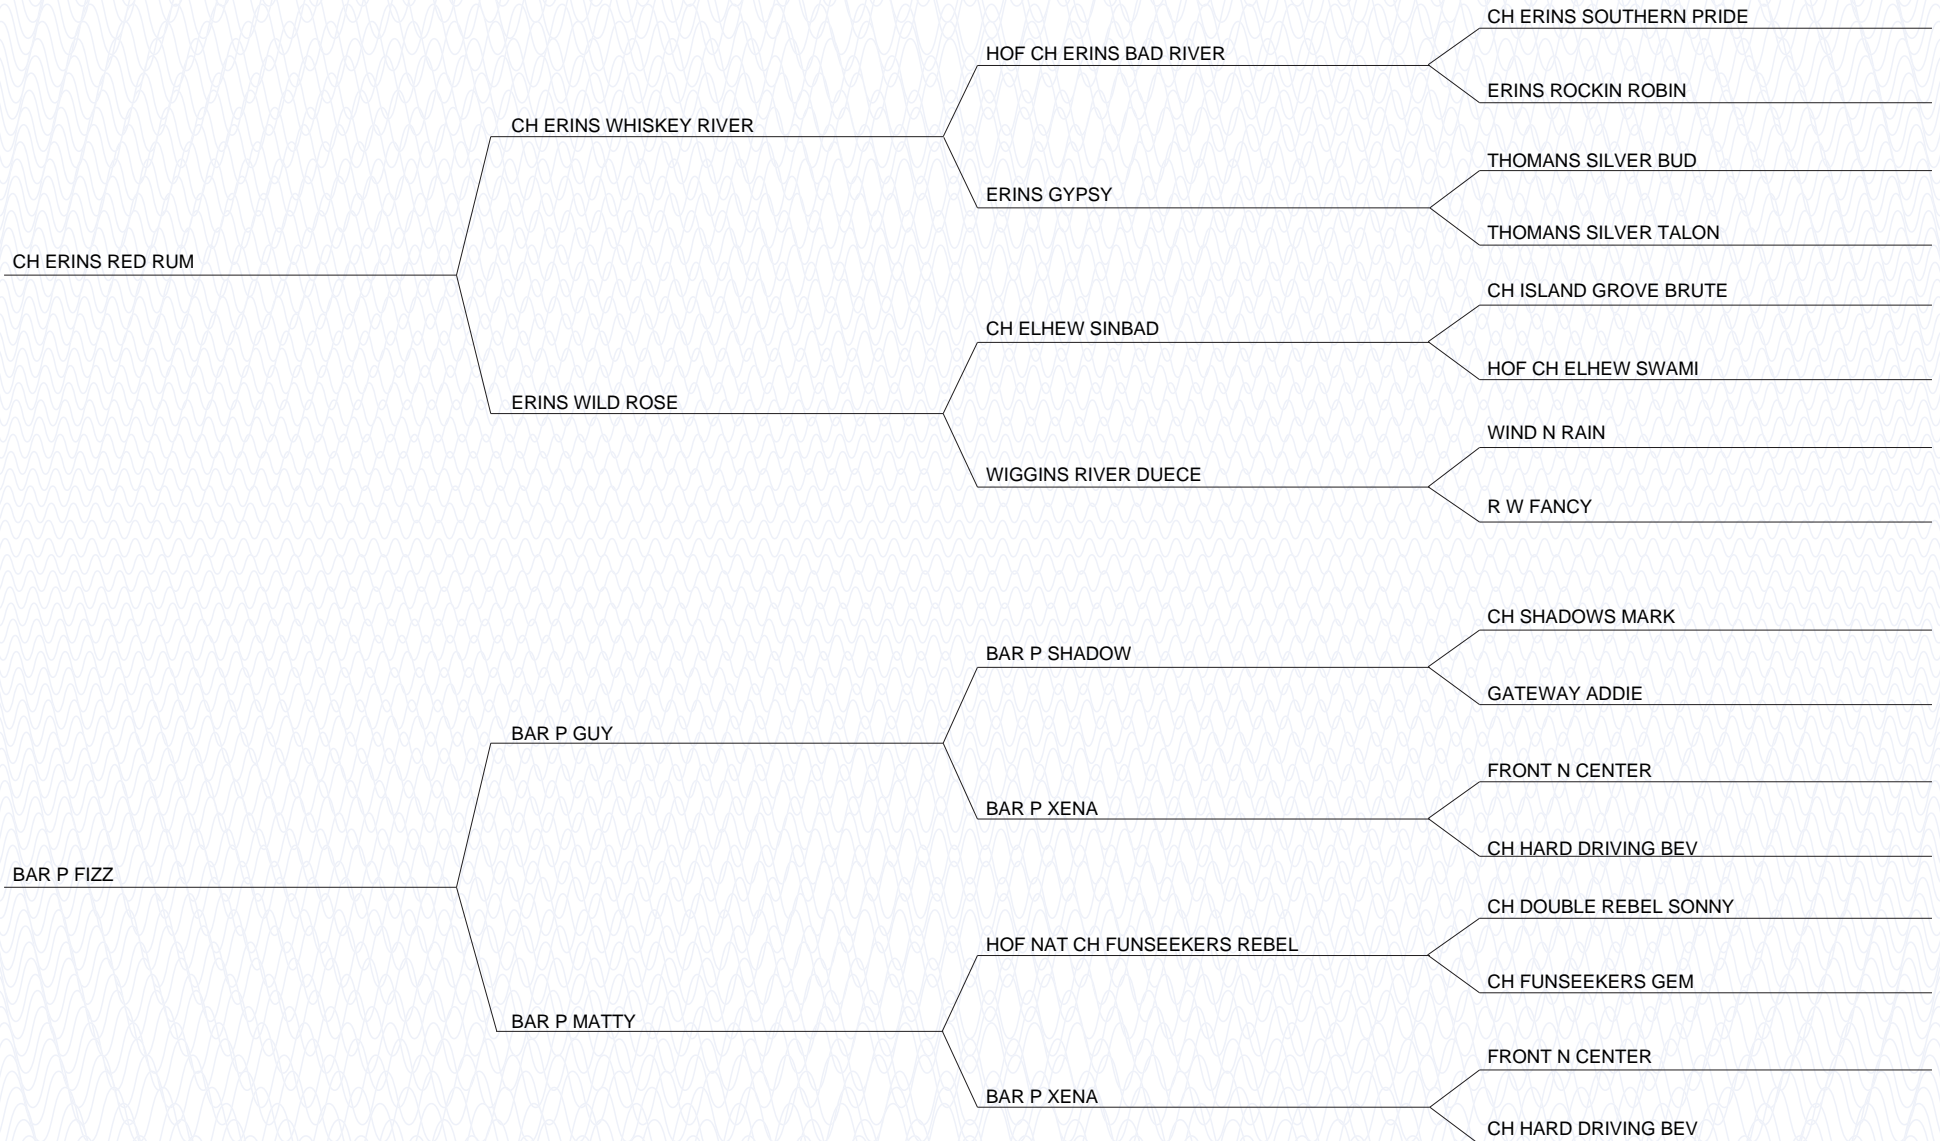 CH ERINS SOUTHERN PRIDE
HOF CH ERINS BAD RIVER
ERINS ROCKIN ROBIN
CH ERINS WHISKEY RIVER
THOMANS SILVER BUD
ERINS GYPSY
THOMANS SILVER TALON
CH ERINS RED RUM
CH ISLAND GROVE BRUTE
CH ELHEW SINBAD
HOF CH ELHEW SWAMI
ERINS WILD ROSE
WIND N RAIN
WIGGINS RIVER DUECE
R W FANCY
CH SHADOWS MARK
BAR P SHADOW
GATEWAY ADDIE
BAR P GUY
FRONT N CENTER
BAR P XENA
CH HARD DRIVING BEV
BAR P FIZZ
CH DOUBLE REBEL SONNY
HOF NAT CH FUNSEEKERS REBEL
CH FUNSEEKERS GEM
BAR P MATTY
FRONT N CENTER
BAR P XENA
CH HARD DRIVING BEV